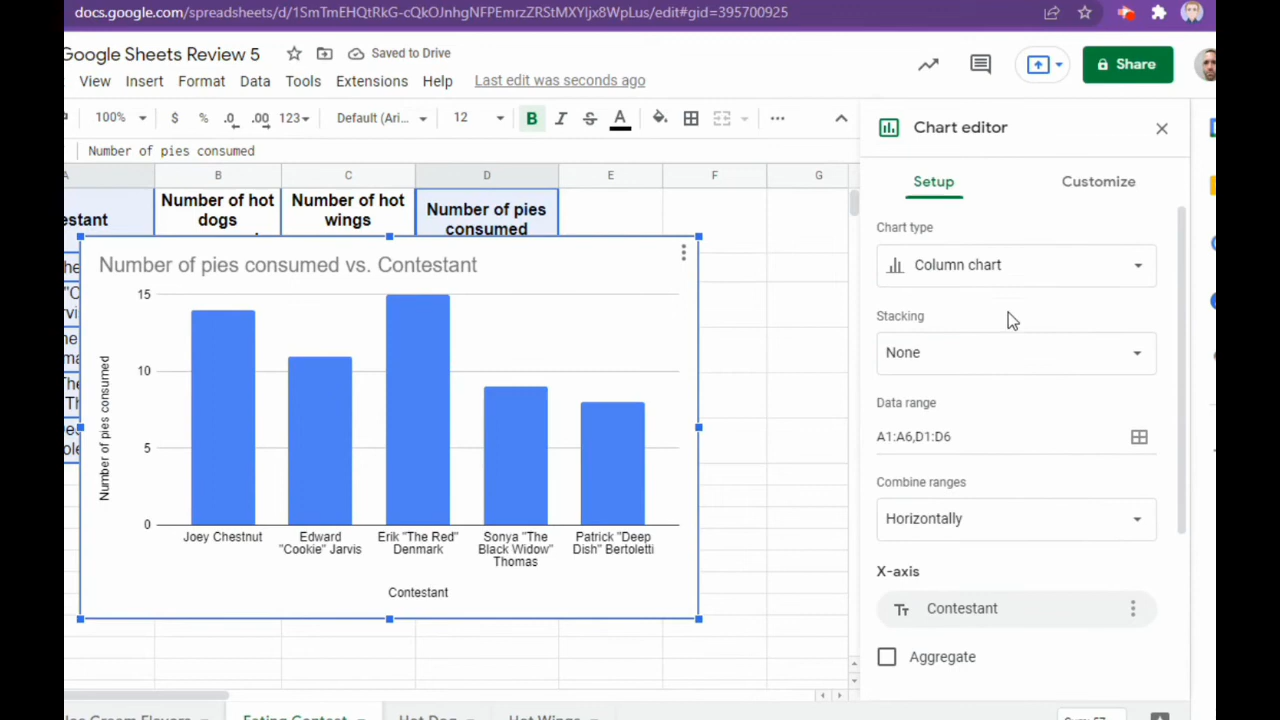 docs.google.com/spreadsheets/d/1SmTmEHQtRkG-cQkOJnhgNFPEmrzZRStMXYIjx8WpLus/edit#gid=395700925
Google Sheets Review 5
Saved to Drive
View Insert Format Data Tools Extensions Help Last edit was seconds ago
Share
100% $ % .0 .00 123 Default (Ari... 12 B I S A
Number of pies consumed
Chart editor
Setup Customize
A B C D E F G
Number of hot dogs
Number of hot wings
Number of pies consumed
Number of pies consumed vs. Contestant
15
10
5
0
Number of pies consumed
Joey Chestnut
Edward "Cookie" Jarvis
Erik "The Red" Denmark
Sonya "The Black Widow" Thomas
Patrick "Deep Dish" Bertoletti
Contestant
Chart type
Column chart
Stacking
None
Data range
A1:A6,D1:D6
Combine ranges
Horizontally
X-axis
Tt Contestant
Aggregate
Eating Contest
Hot Dog
Hot Wings